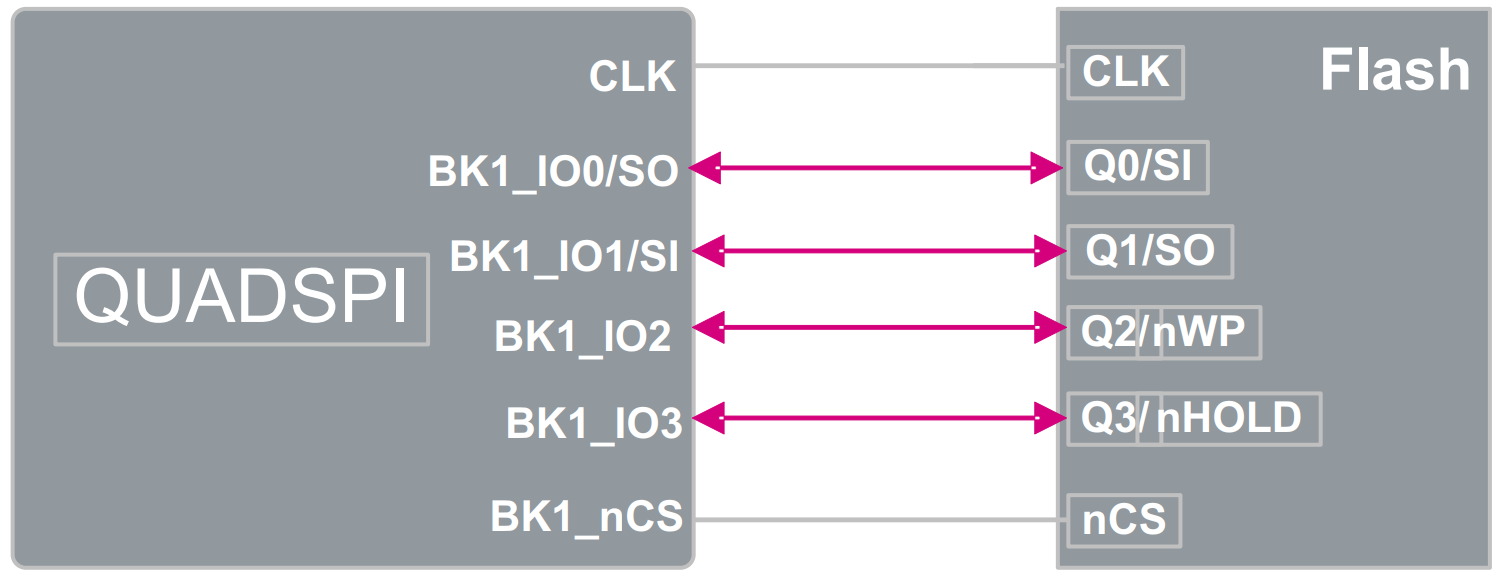 CLK
CLK
Flash
BK1_IO0/SO
Q0/SI
BK1_IO1/SI
Q1/SO
QUADSPI
BK1_IO2
Q2/nWP
BK1_IO3
Q3/nHOLD
BK1_nCS
nCS